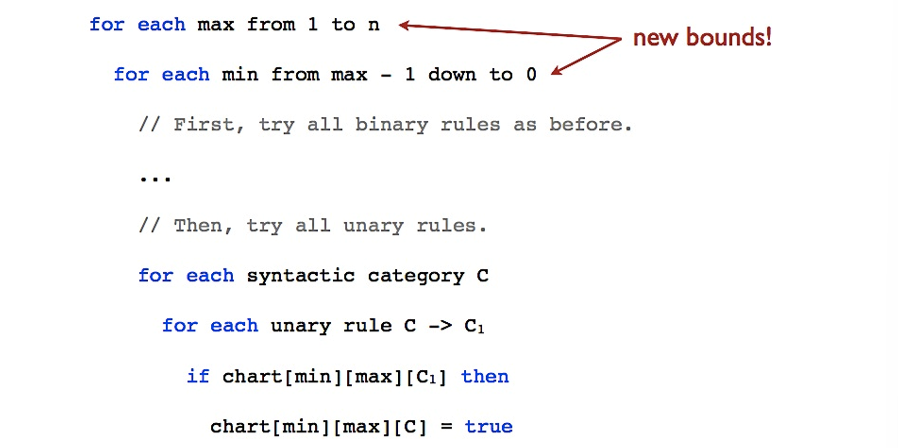 for each max from 1 to n
new bounds!
for each min from max - 1 down to 0
// First, try all binary rules as before.
...
// Then, try all unary rules.
for each syntactic category C
for each unary rule C -> C₁
if chart[min][max][C₁] then
chart[min][max][C] = true